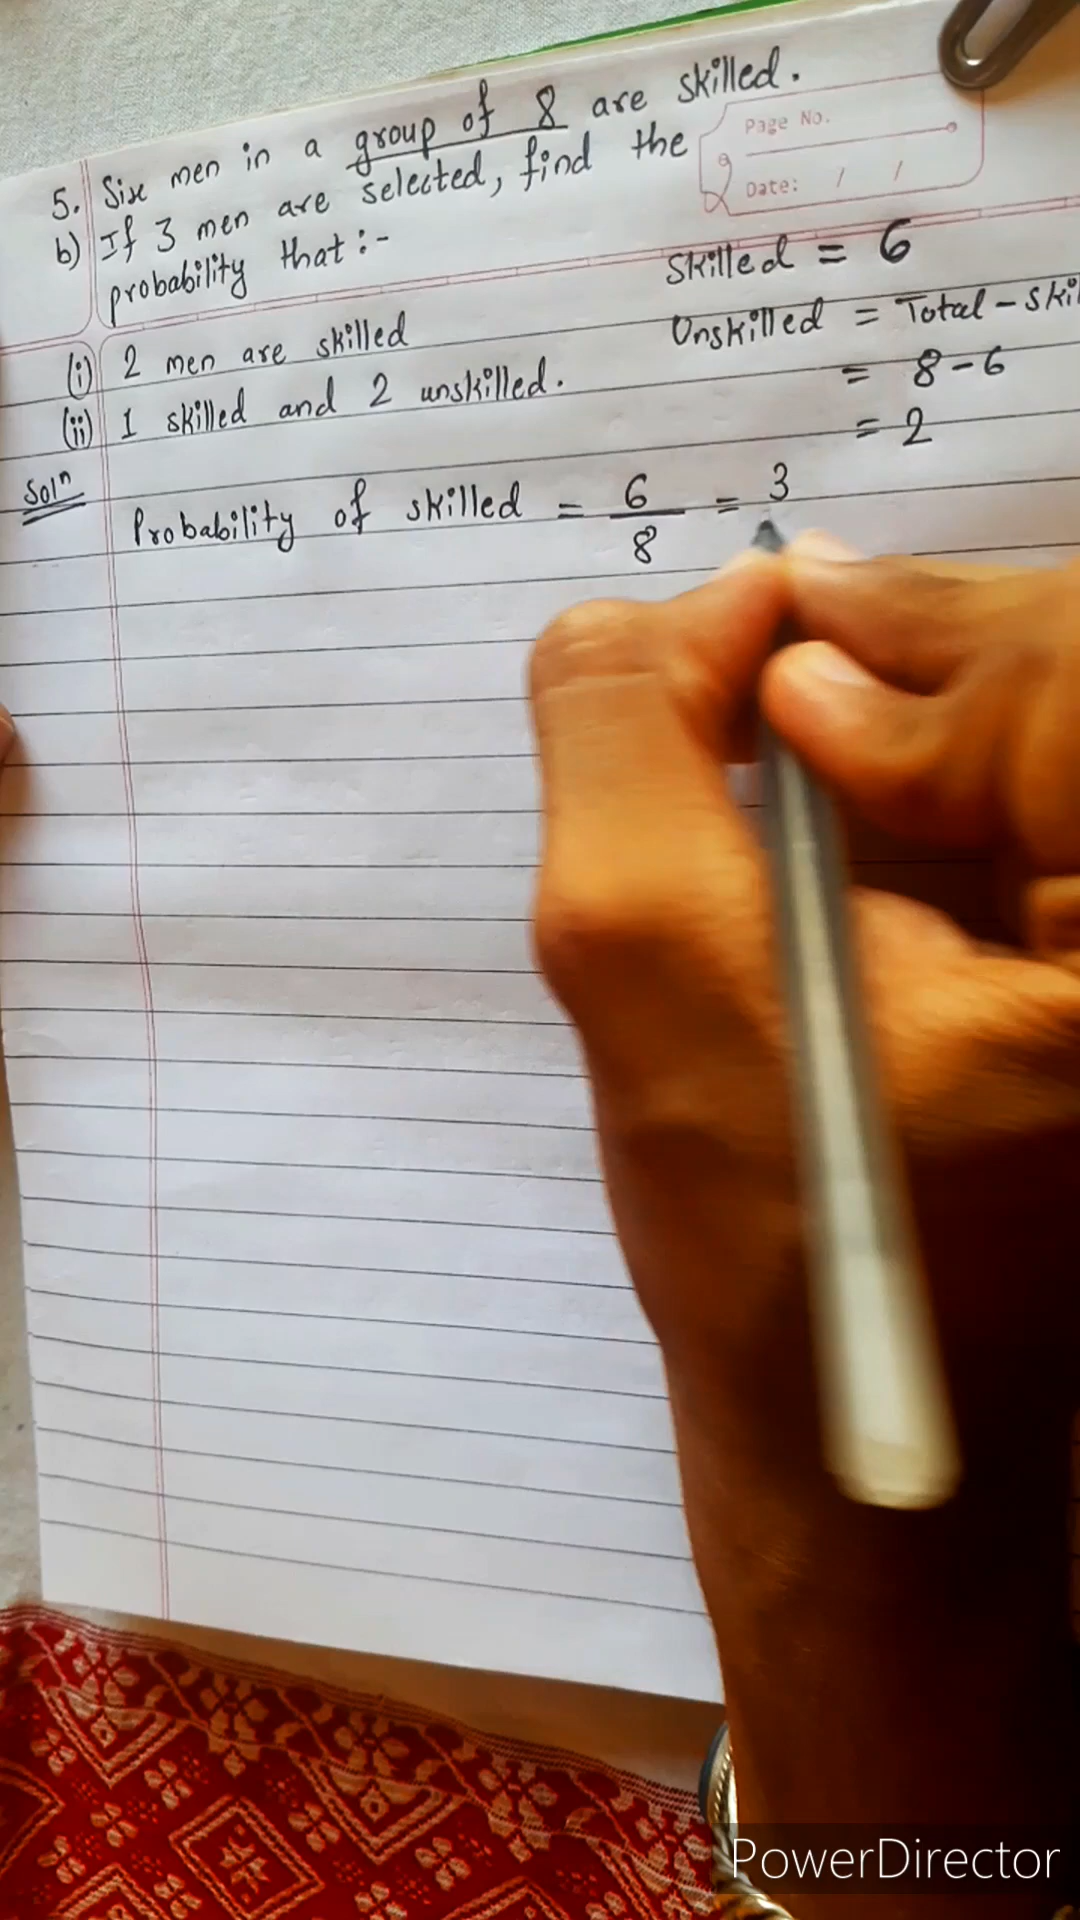 5. Six men in a group of 8 are skilled.
b) If 3 men are selected, find the
probability that :-
(i) 2 men are skilled
(ii) 1 skilled and 2 unskilled.
Page No.
Date: / /
Skilled = 6
Unskilled = Total - skil
= 8-6
= 2
Solⁿ
Probability of skilled = 6/8 = 3
PowerDirector